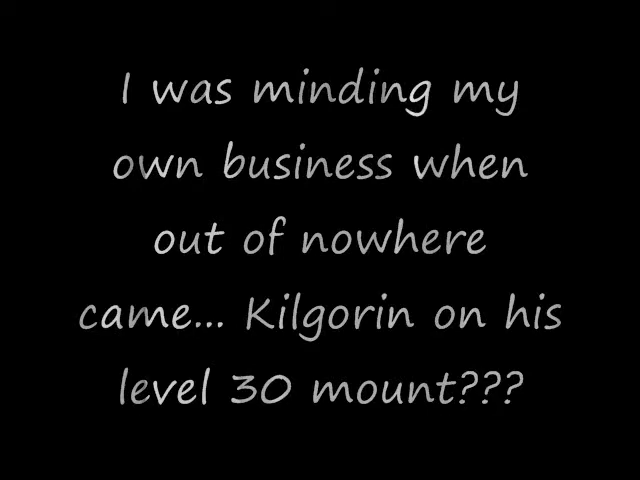 I was minding my
own business when
out of nowhere
came... Kilgorin on his
level 30 mount???